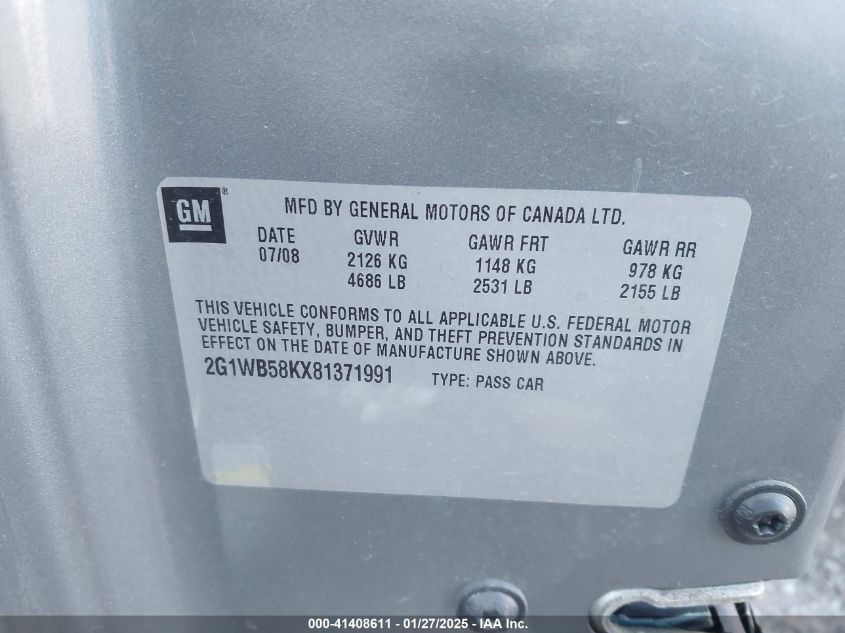 GM®
MFD BY GENERAL MOTORS OF CANADA LTD.
DATE GVWR GAWR FRT GAWR RR
07/08 2126 KG 1148 KG 978 KG
4686 LB 2531 LB 2155 LB
THIS VEHICLE CONFORMS TO ALL APPLICABLE U.S. FEDERAL MOTOR
VEHICLE SAFETY, BUMPER, AND THEFT PREVENTION STANDARDS IN
EFFECT ON THE DATE OF MANUFACTURE SHOWN ABOVE.
2G1WB58KX81371991 TYPE: PASS CAR
000-41408611 - 01/27/2025 - IAA Inc.